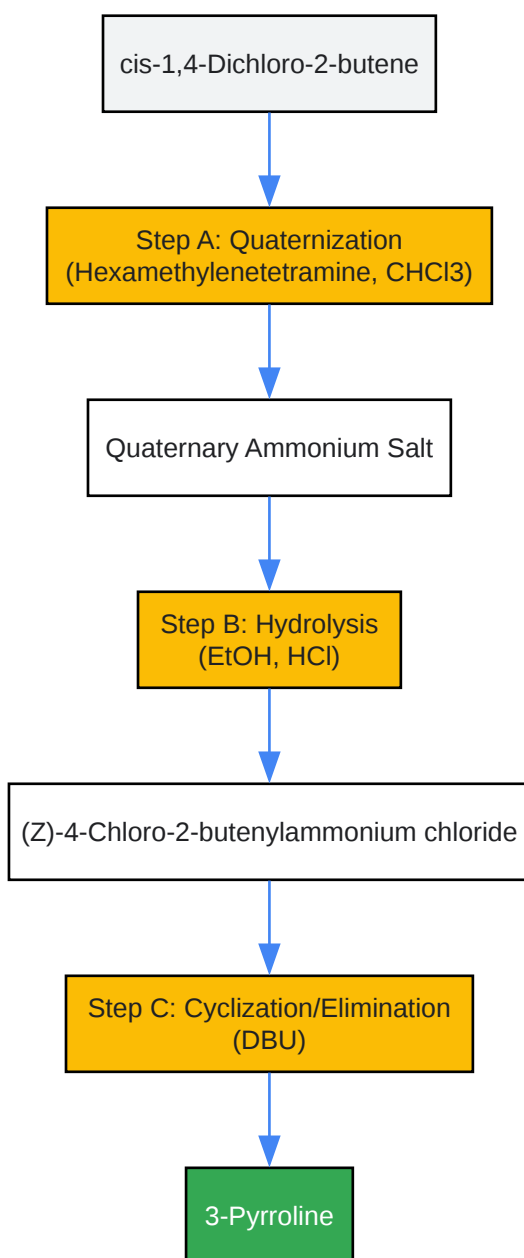 cis-1,4-Dichloro-2-butene
Step A: Quaternization
(Hexamethylenetetramine, CHCl3)
Quaternary Ammonium Salt
Step B: Hydrolysis
(EtOH, HCl)
(Z)-4-Chloro-2-butenylammonium chloride
Step C: Cyclization/Elimination
(DBU)
3-Pyrroline